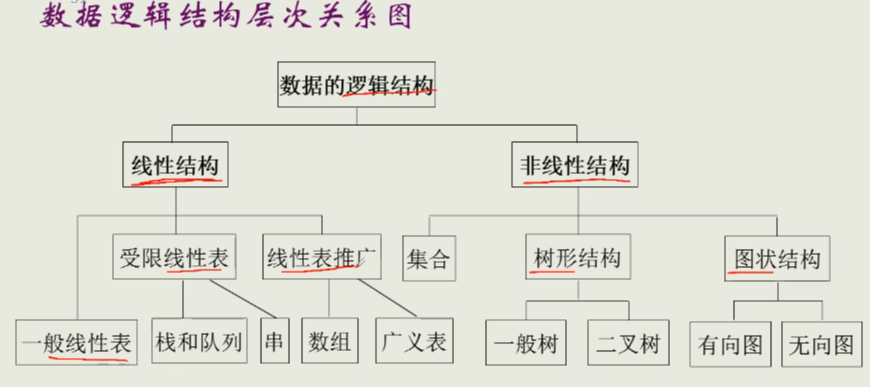 数据逻辑结构层次关系图
数据的逻辑结构
线性结构
非线性结构
受限线性表
线性表推广
集合
树形结构
图状结构
一般线性表
栈和队列
串
数组
广义表
一般树
二叉树
有向图
无向图